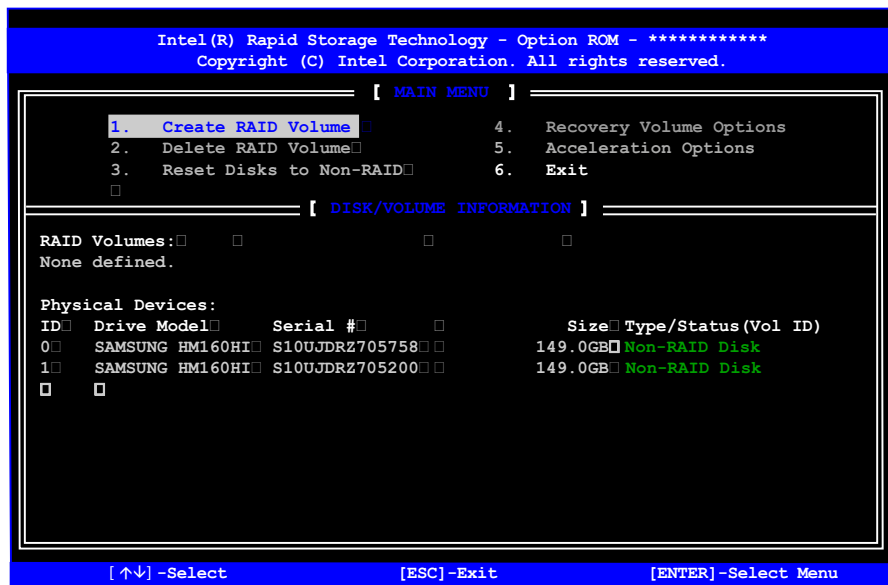 Intel(R) Rapid Storage Technology - Option ROM - ************
Copyright (C) Intel Corporation. All rights reserved.
[ MAIN MENU ]
1. Create RAID Volume 4. Recovery Volume Options
2. Delete RAID Volume 5. Acceleration Options
3. Reset Disks to Non-RAID 6. Exit
[ DISK/VOLUME INFORMATION ]
RAID Volumes:
None defined.
Physical Devices:
ID Drive Model Serial # Size Type/Status(Vol ID)
0 SAMSUNG HM160HI S10UJDRZ705758 149.0GB Non-RAID Disk
1 SAMSUNG HM160HI S10UJDRZ705200 149.0GB Non-RAID Disk
[↑↓]-Select [ESC]-Exit [ENTER]-Select Menu